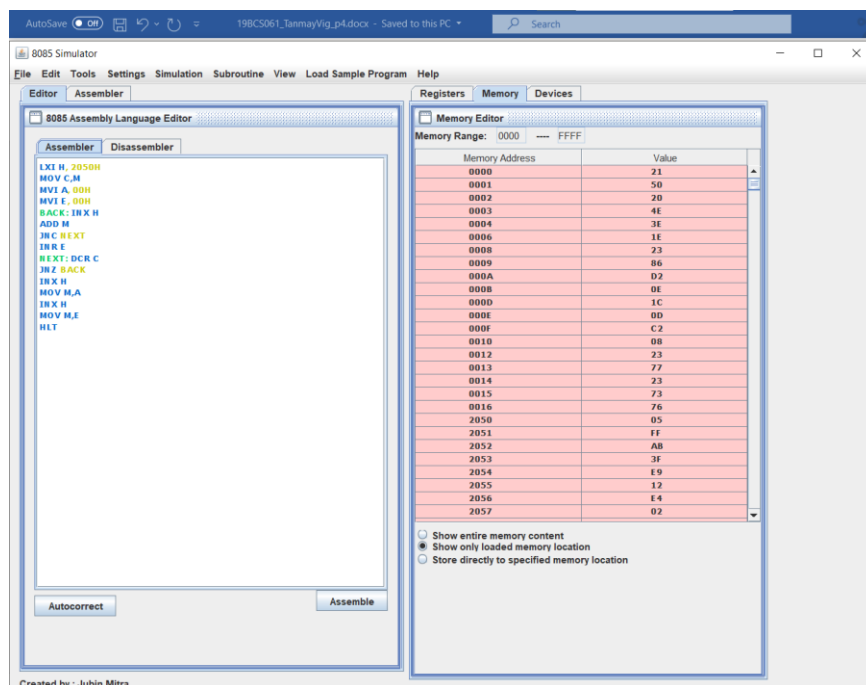 AutoSave Off 19BCS061_TanmayVig_p4.docx - Saved to this PC Search
8085 Simulator
File Edit Tools Settings Simulation Subroutine View Load Sample Program Help
Editor Assembler
8085 Assembly Language Editor
Assembler Disassembler
LXI H, 2050H
MOV C,M
MVI A, 00H
MVI E, 00H
BACK: INX H
ADD M
JNC NEXT
INR E
NEXT: DCR C
JNZ BACK
INX H
MOV M,A
INX H
MOV M,E
HLT
Autocorrect Assemble
Created by : Jubin Mitra
Registers Memory Devices
Memory Editor
Memory Range: 0000 ---- FFFF
Memory Address Value
0000 21
0001 50
0002 20
0003 4E
0004 3E
0006 1E
0008 23
0009 86
000A D2
000B 0E
000D 1C
000E 0D
000F C2
0010 08
0012 23
0013 77
0014 23
0015 73
0016 76
2050 05
2051 FF
2052 AB
2053 3F
2054 E9
2055 12
2056 E4
2057 02
Show entire memory content
Show only loaded memory location
Store directly to specified memory location